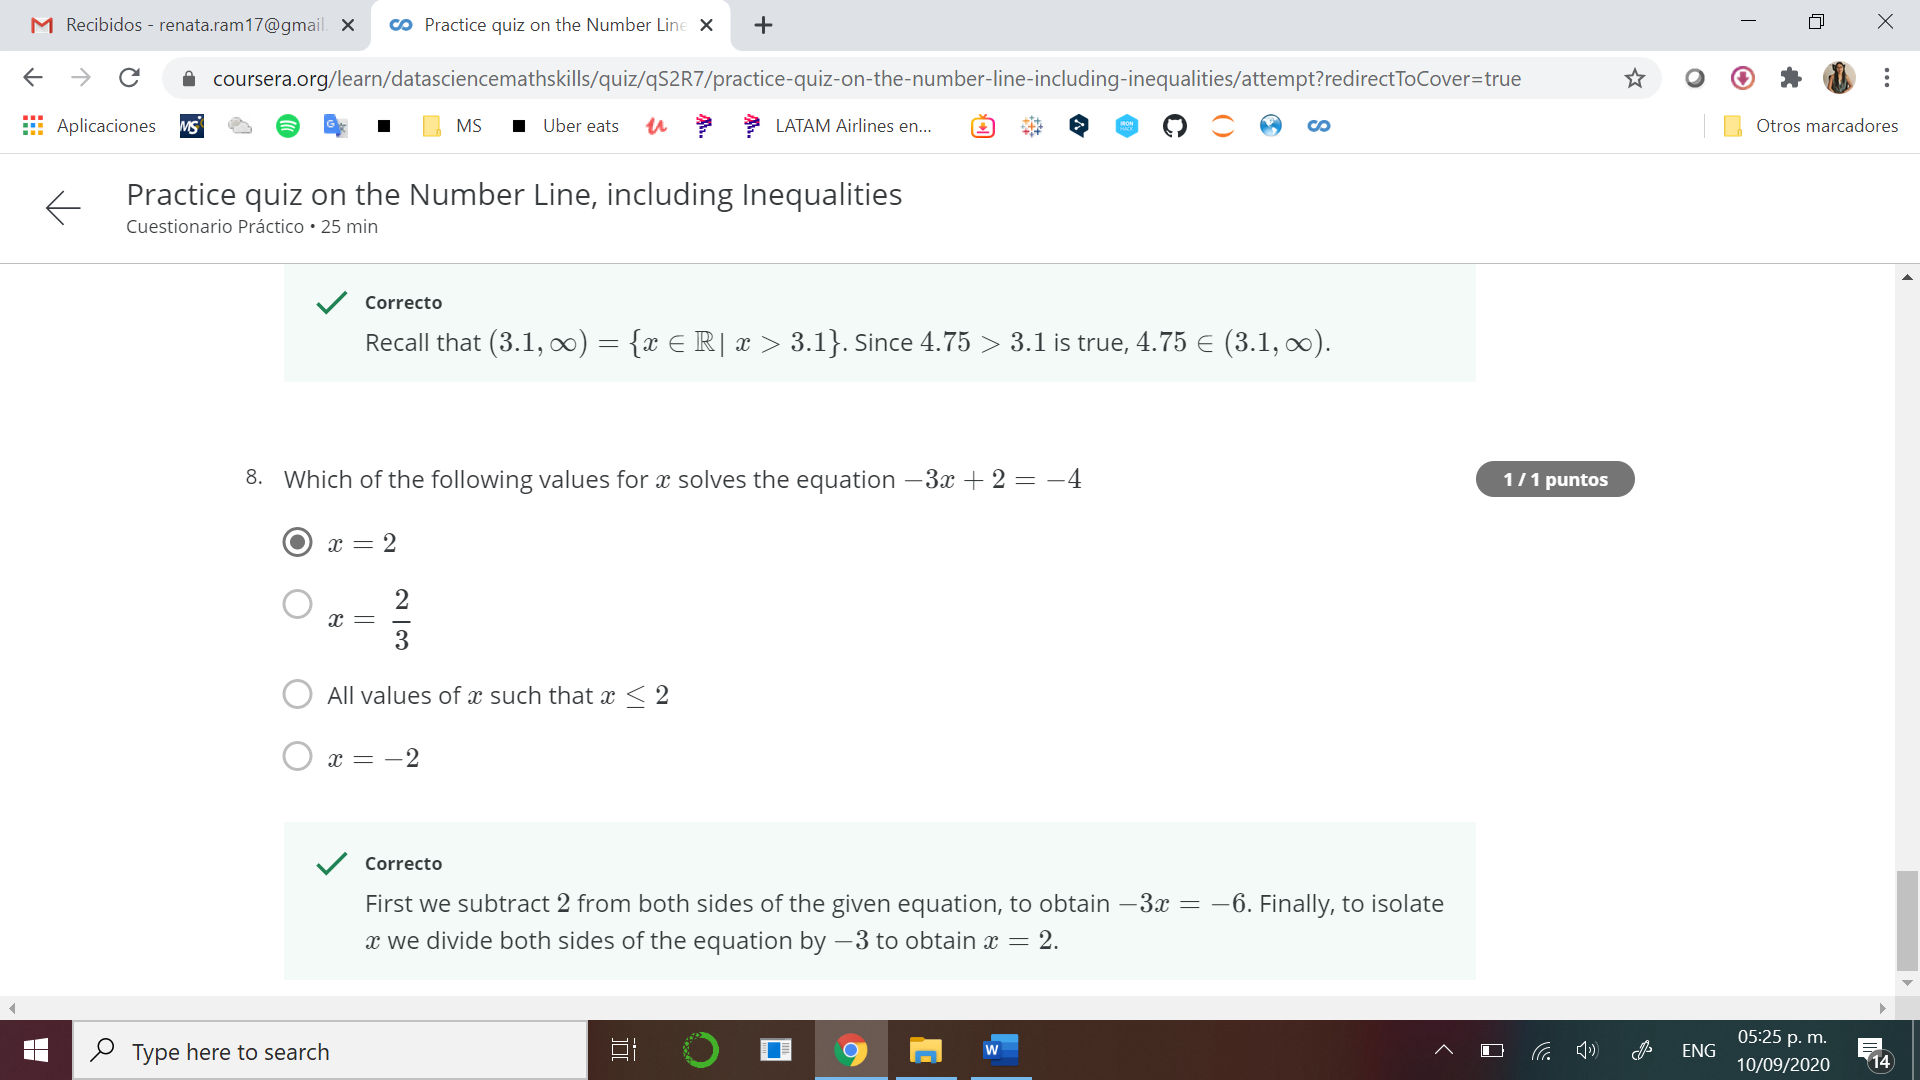 Recibidos - renata.ram17@gmail.
Practice quiz on the Number Line
coursera.org/learn/datasciencemathskills/quiz/qS2R7/practice-quiz-on-the-number-line-including-inequalities/attempt?redirectToCover=true
Aplicaciones MS MS Uber eats LATAM Airlines en... Otros marcadores
Practice quiz on the Number Line, including Inequalities
Cuestionario Práctico • 25 min
Correcto
Recall that (3.1, ∞) = {x ∈ ℝ| x > 3.1}. Since 4.75 > 3.1 is true, 4.75 ∈ (3.1, ∞).
8. Which of the following values for x solves the equation −3x + 2 = −4
1 / 1 puntos
x = 2
x = 2/3
All values of x such that x ≤ 2
x = −2
Correcto
First we subtract 2 from both sides of the given equation, to obtain −3x = −6. Finally, to isolate
x we divide both sides of the equation by −3 to obtain x = 2.
Type here to search
W
ENG
05:25 p. m.
10/09/2020
14